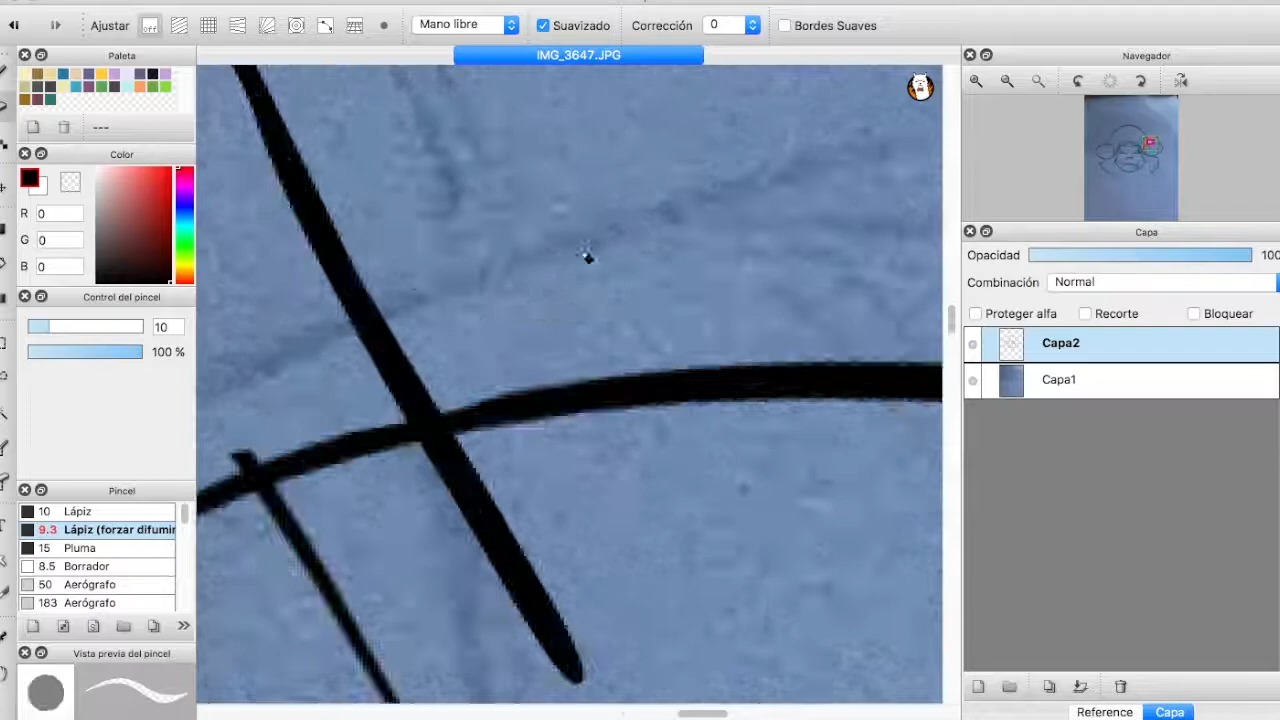 Ajustar off Mano libre Suavizado Corrección 0 Bordes Suaves
IMG_3647.JPG
Paleta
---
Color
R 0
G 0
B 0
Control del pincel
10
100 %
Pincel
10 Lápiz
9.3 Lápiz (forzar difumir
15 Pluma
8.5 Borrador
50 Aerógrafo
183 Aerógrafo
Vista previa del pincel
Navegador
Capa
Opacidad 100
Combinación Normal
Proteger alfa Recorte Bloquear
Capa2
Capa1
Reference Capa